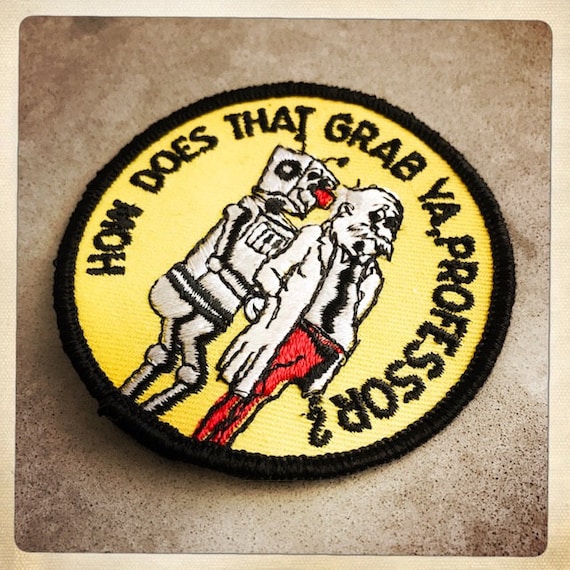 HOW DOES THAT GRAB YA, PROFESSOR?